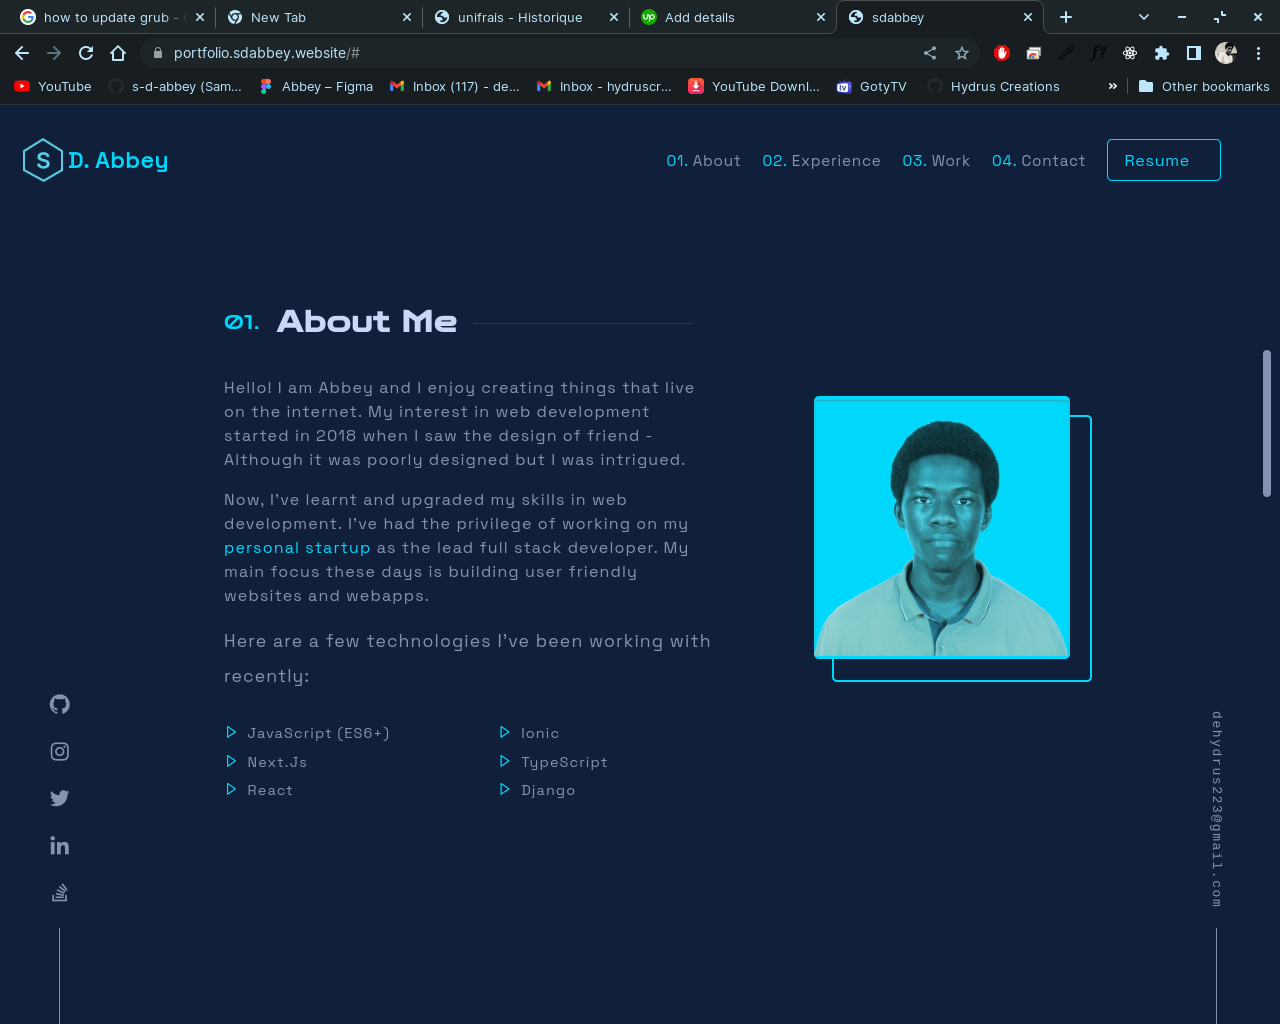 how to update grub -
New Tab
unifrais - Historique
Add details
sdabbey
portfolio.sdabbey.website/#
YouTube
s-d-abbey (Sam...
Abbey – Figma
Inbox (117) - de...
Inbox - hydruscr...
YouTube Downl...
GotyTV
Hydrus Creations
»
Other bookmarks
S D. Abbey
01. About
02. Experience
03. Work
04. Contact
Resume
01. About Me
Hello! I am Abbey and I enjoy creating things that live
on the internet. My interest in web development
started in 2018 when I saw the design of friend -
Although it was poorly designed but I was intrigued.
Now, I've learnt and upgraded my skills in web
development. I've had the privilege of working on my
personal startup as the lead full stack developer. My
main focus these days is building user friendly
websites and webapps.
Here are a few technologies I've been working with
recently:
JavaScript (ES6+)
Ionic
Next.Js
TypeScript
React
Django
dehydrus223@gmail.com